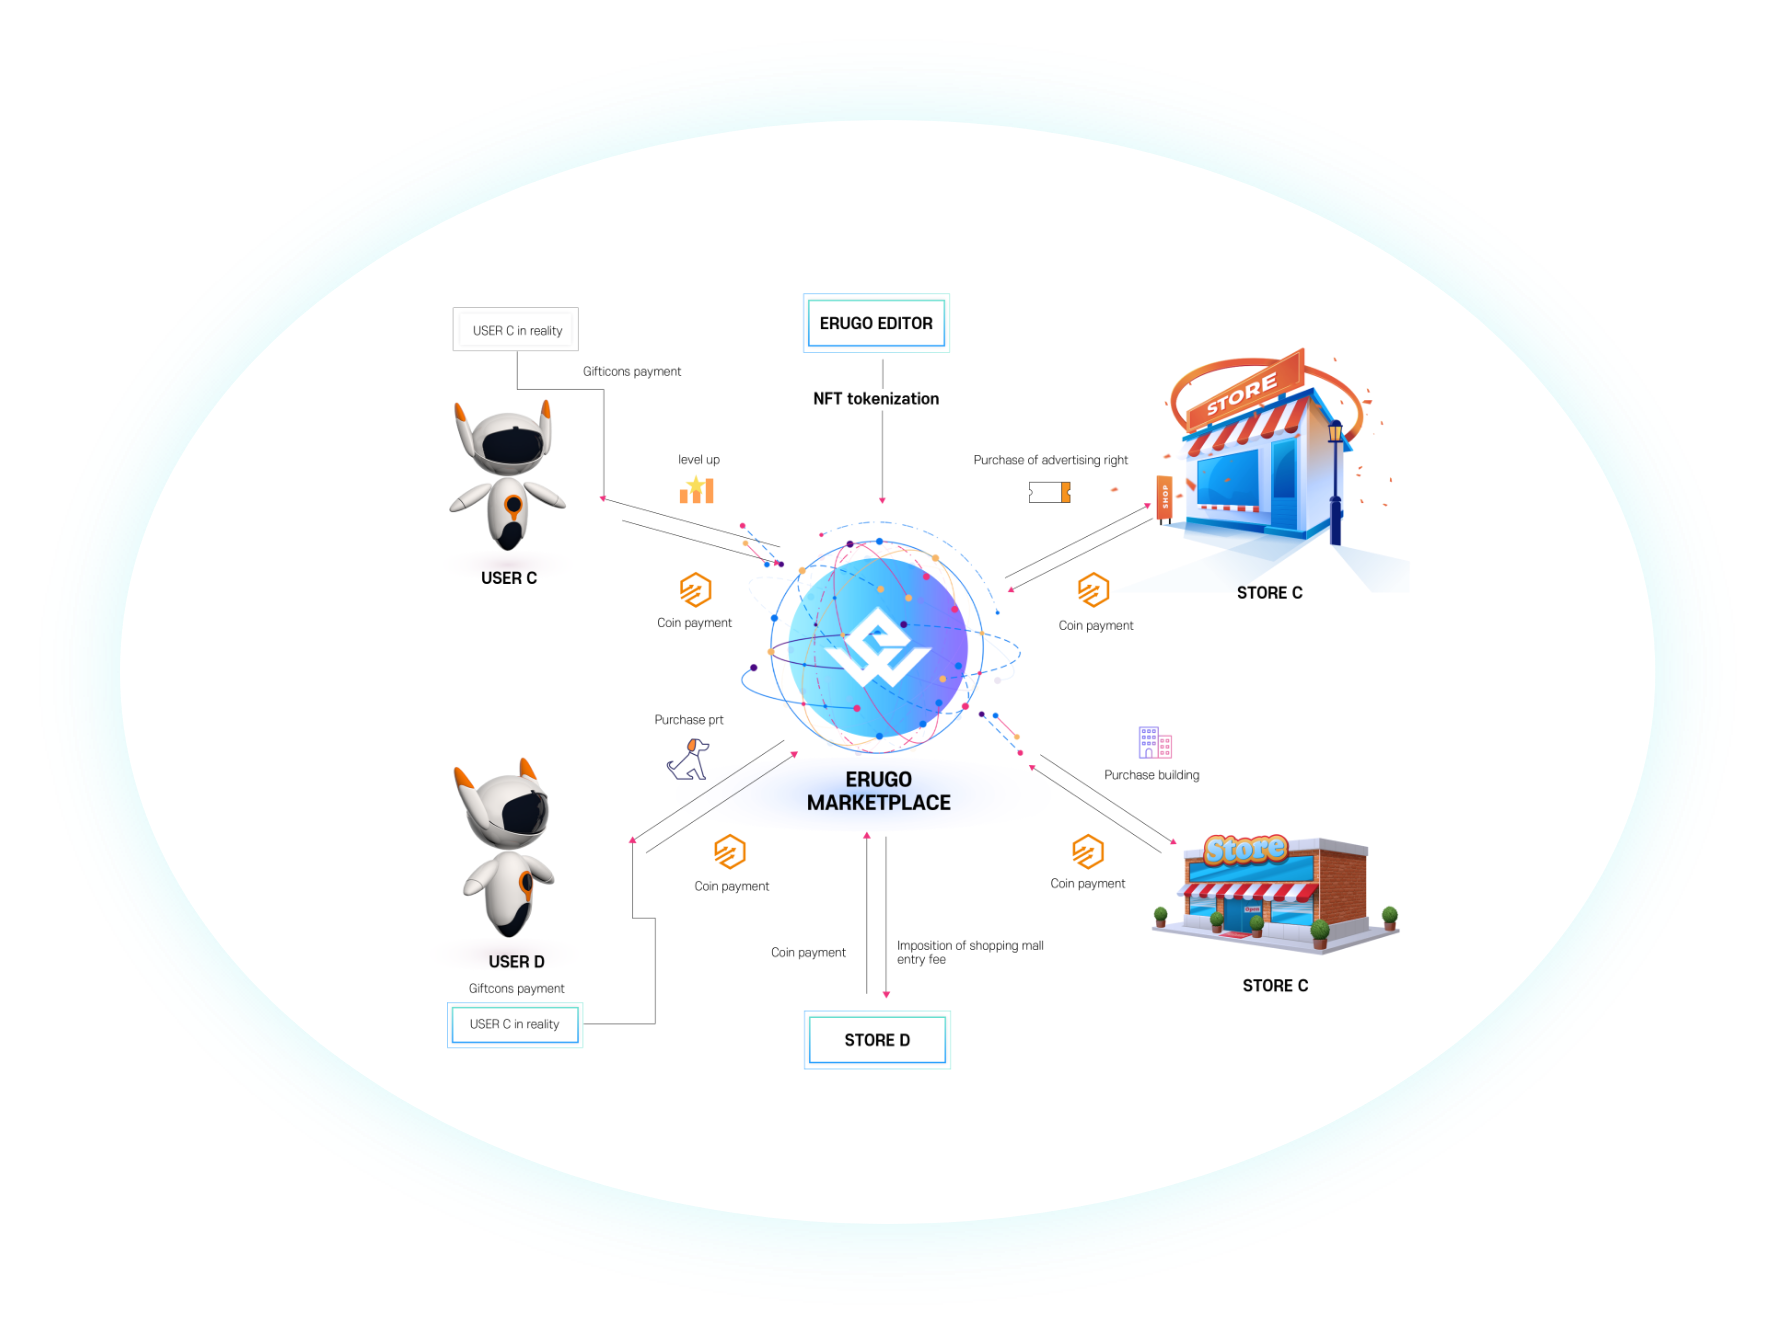 USER C in reality
ERUGO EDITOR
Gifticons payment
NFT tokenization
STORE
level up
Purchase of advertising right
SHOP
USER C
STORE C
Coin payment
Coin payment
Purchase prt
Purchase building
ERUGO
MARKETPLACE
Store
Coin payment
Coin payment
Imposition of shopping mall
entry fee
Coin payment
USER D
STORE C
Giftcons payment
USER C in reality
STORE D